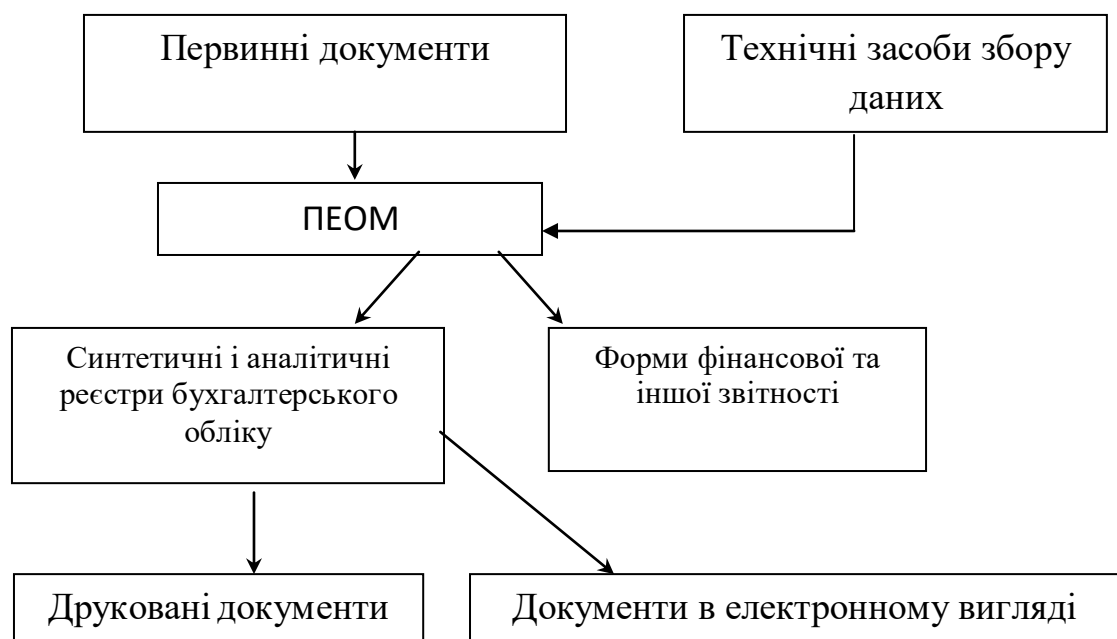 Первинні документи
Технічні засоби збору
даних
ПЕОМ
Синтетичні і аналітичні
реєстри бухгалтерського
обліку
Форми фінансової та
іншої звітності
Друковані документи
Документи в електронному вигляді